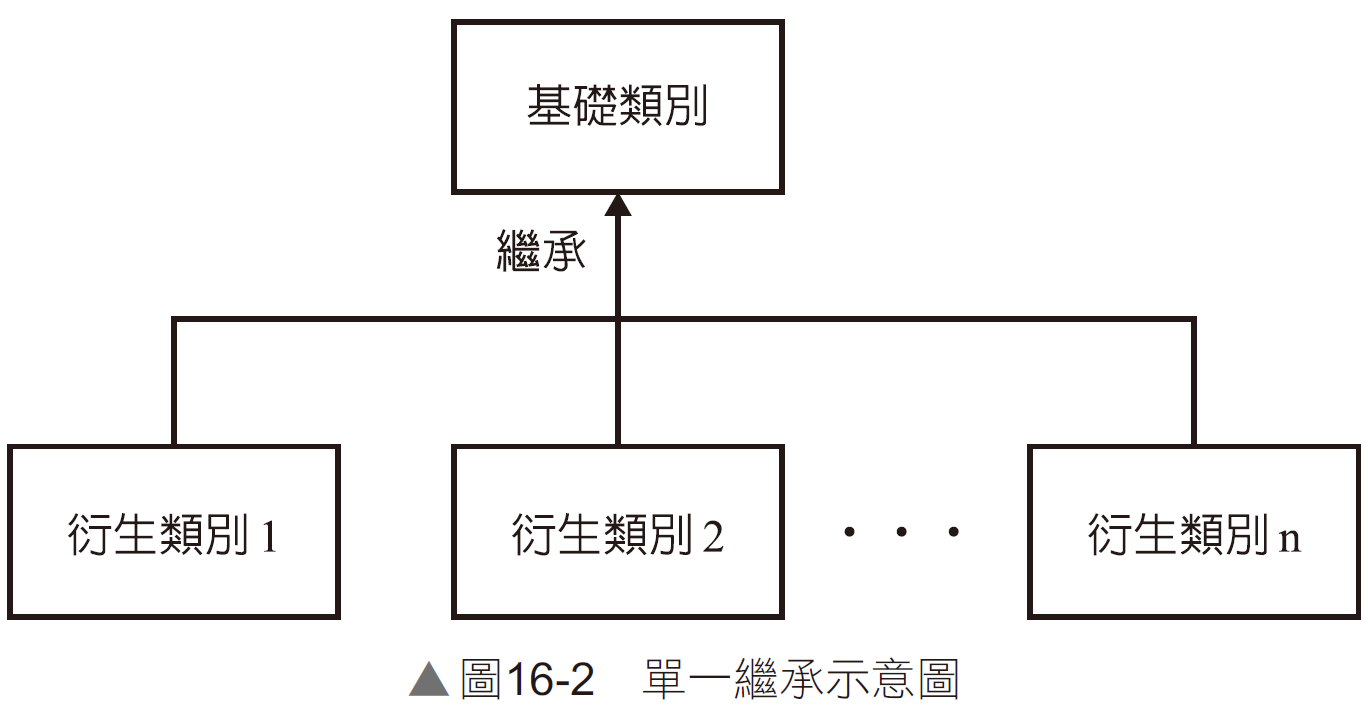 基礎類別
繼承
衍生類別 1
衍生類別 2
· · ·
衍生類別 n
▲圖16-2 單一繼承示意圖